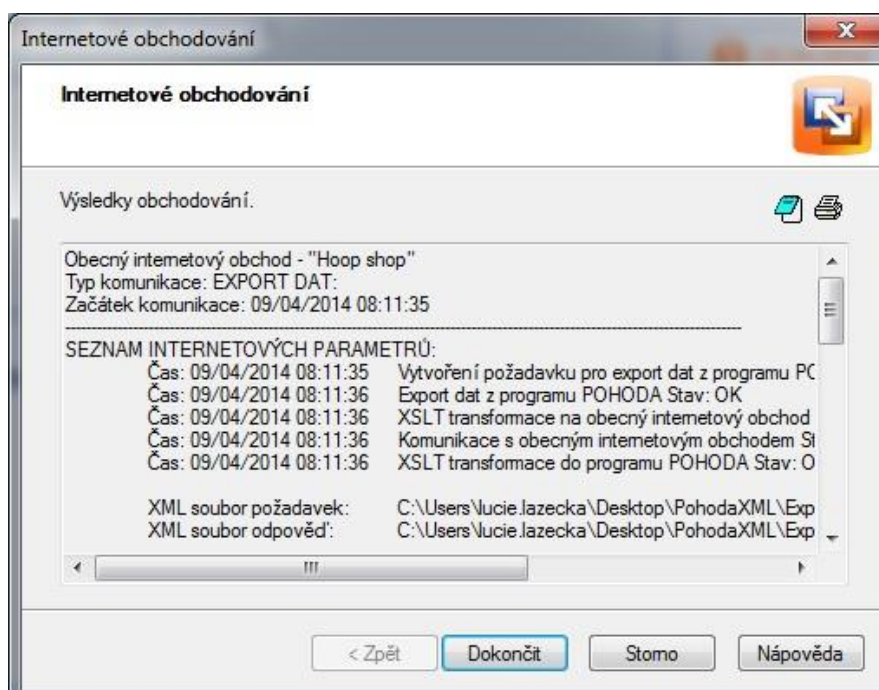 Internetové obchodování
Internetové obchodování
Výsledky obchodování.
Obecný internetový obchod - "Hoop shop"
Typ komunikace: EXPORT DAT:
Začátek komunikace: 09/04/2014 08:11:35
SEZNAM INTERNETOVÝCH PARAMETRŮ:
Čas: 09/04/2014 08:11:35 Vytvoření požadavku pro export dat z programu PO
Čas: 09/04/2014 08:11:36 Export dat z programu POHODA Stav: OK
Čas: 09/04/2014 08:11:36 XSLT transformace na obecný internetový obchod
Čas: 09/04/2014 08:11:36 Komunikace s obecným internetovým obchodem St
Čas: 09/04/2014 08:11:36 XSLT transformace do programu POHODA Stav: O
XML soubor požadavek: C:\Users\lucie.lazecka\Desktop\PohodaXML\Exp
XML soubor odpověď: C:\Users\lucie.lazecka\Desktop\PohodaXML\Exp
< Zpět Dokončit Storno Nápověda